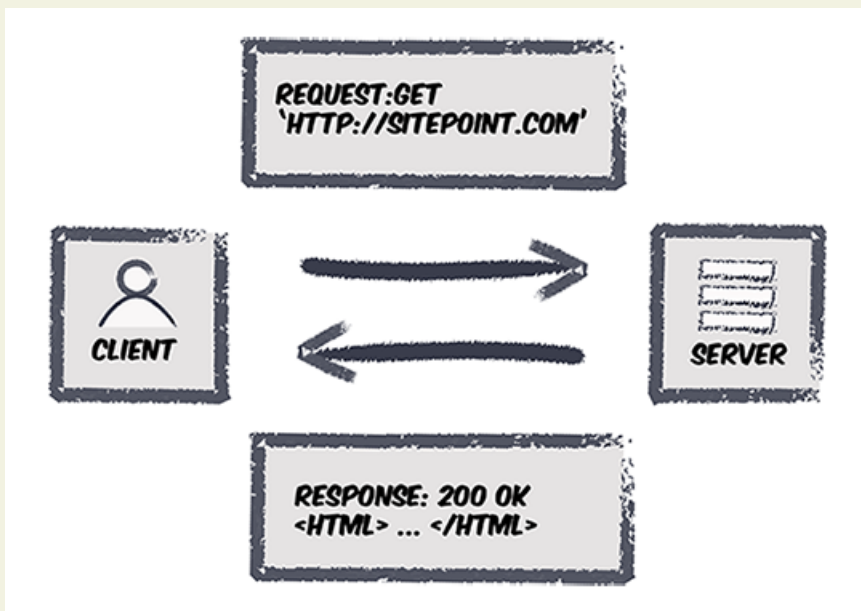 REQUEST:GET
‘HTTP://SITEPOINT.COM’
CLIENT
SERVER
RESPONSE: 200 OK
<HTML> ... </HTML>